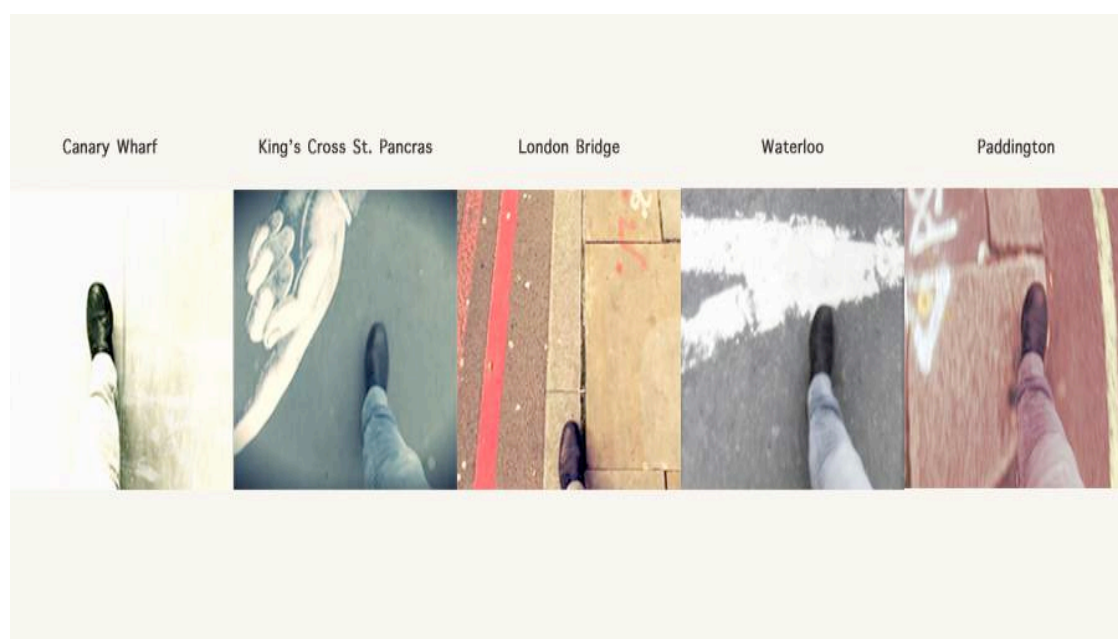 Canary Wharf
King's Cross St. Pancras
London Bridge
Waterloo
Paddington